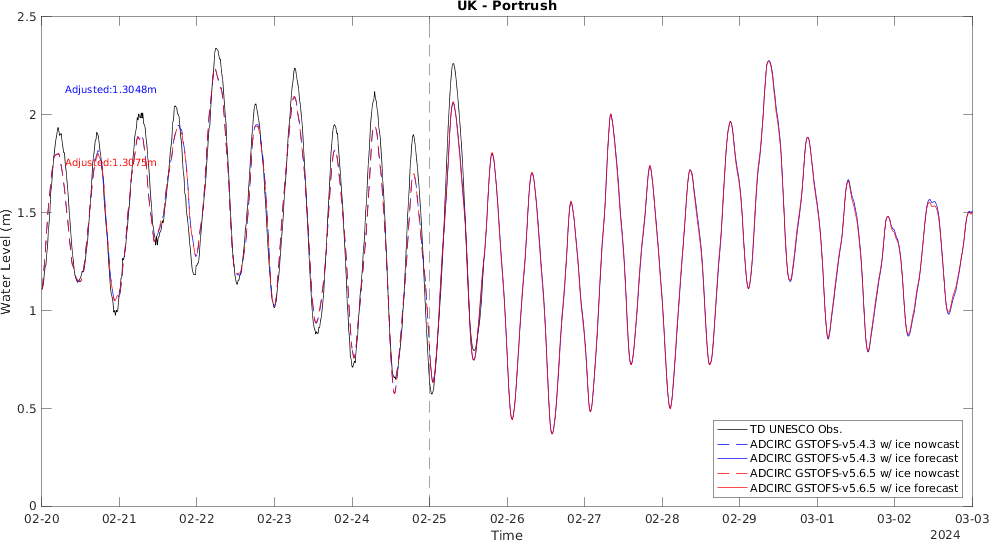 UK - Portrush
2.5
2
1.5
1
0.5
0
Water Level (m)
Adjusted:1.3048m
Adjusted:1.3075m
TD UNESCO Obs.
ADCIRC GSTOFS-v5.4.3 w/ ice nowcast
ADCIRC GSTOFS-v5.4.3 w/ ice forecast
ADCIRC GSTOFS-v5.6.5 w/ ice nowcast
ADCIRC GSTOFS-v5.6.5 w/ ice forecast
02-20 02-21 02-22 02-23 02-24 02-25 02-26 02-27 02-28 02-29 03-01 03-02 03-03
Time
2024